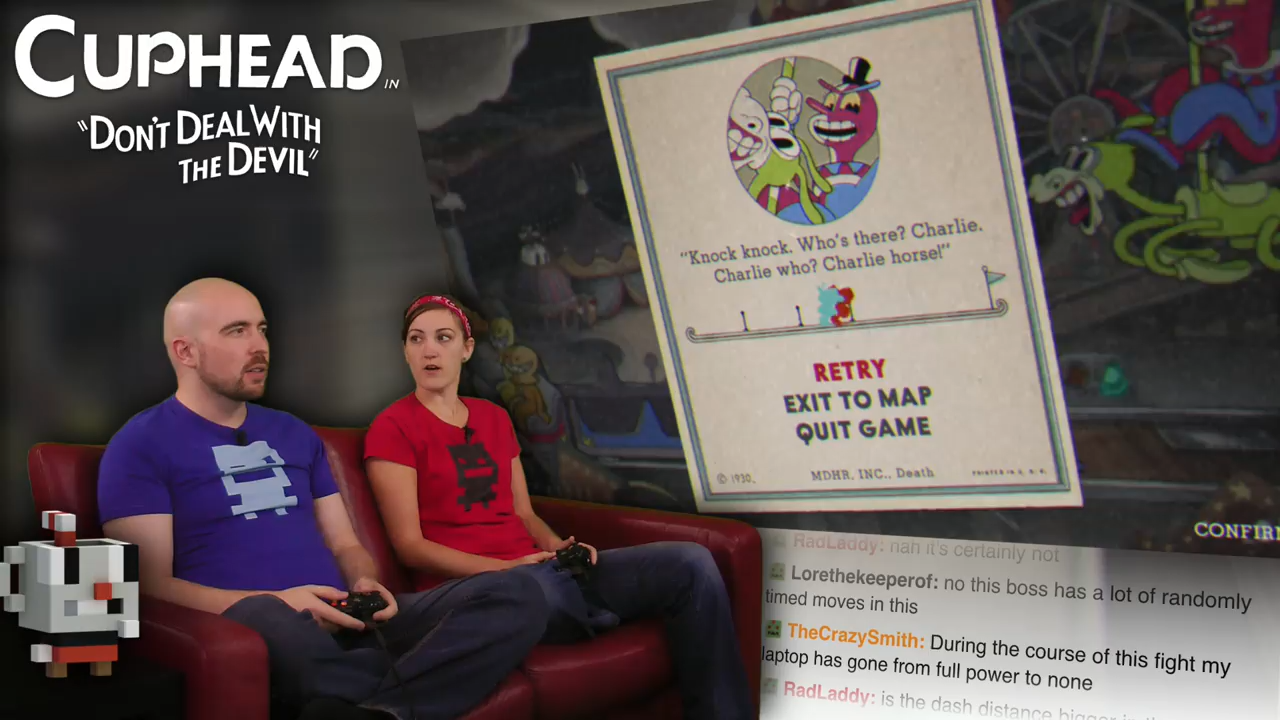 CUPHEAD IN
"DON'T DEAL WITH
THE DEVIL"
"Knock knock. Who's there? Charlie.
Charlie who? Charlie horse!"
RETRY
EXIT TO MAP
QUIT GAME
© 1930. MDHR, INC., Death
CONFIR
RadLaddy: nah it's certainly not
Lorethekeeperof: no this boss has a lot of randomly
timed moves in this
TheCrazySmith: During the course of this fight my
laptop has gone from full power to none
RadLaddy: is the dash distance bigger in